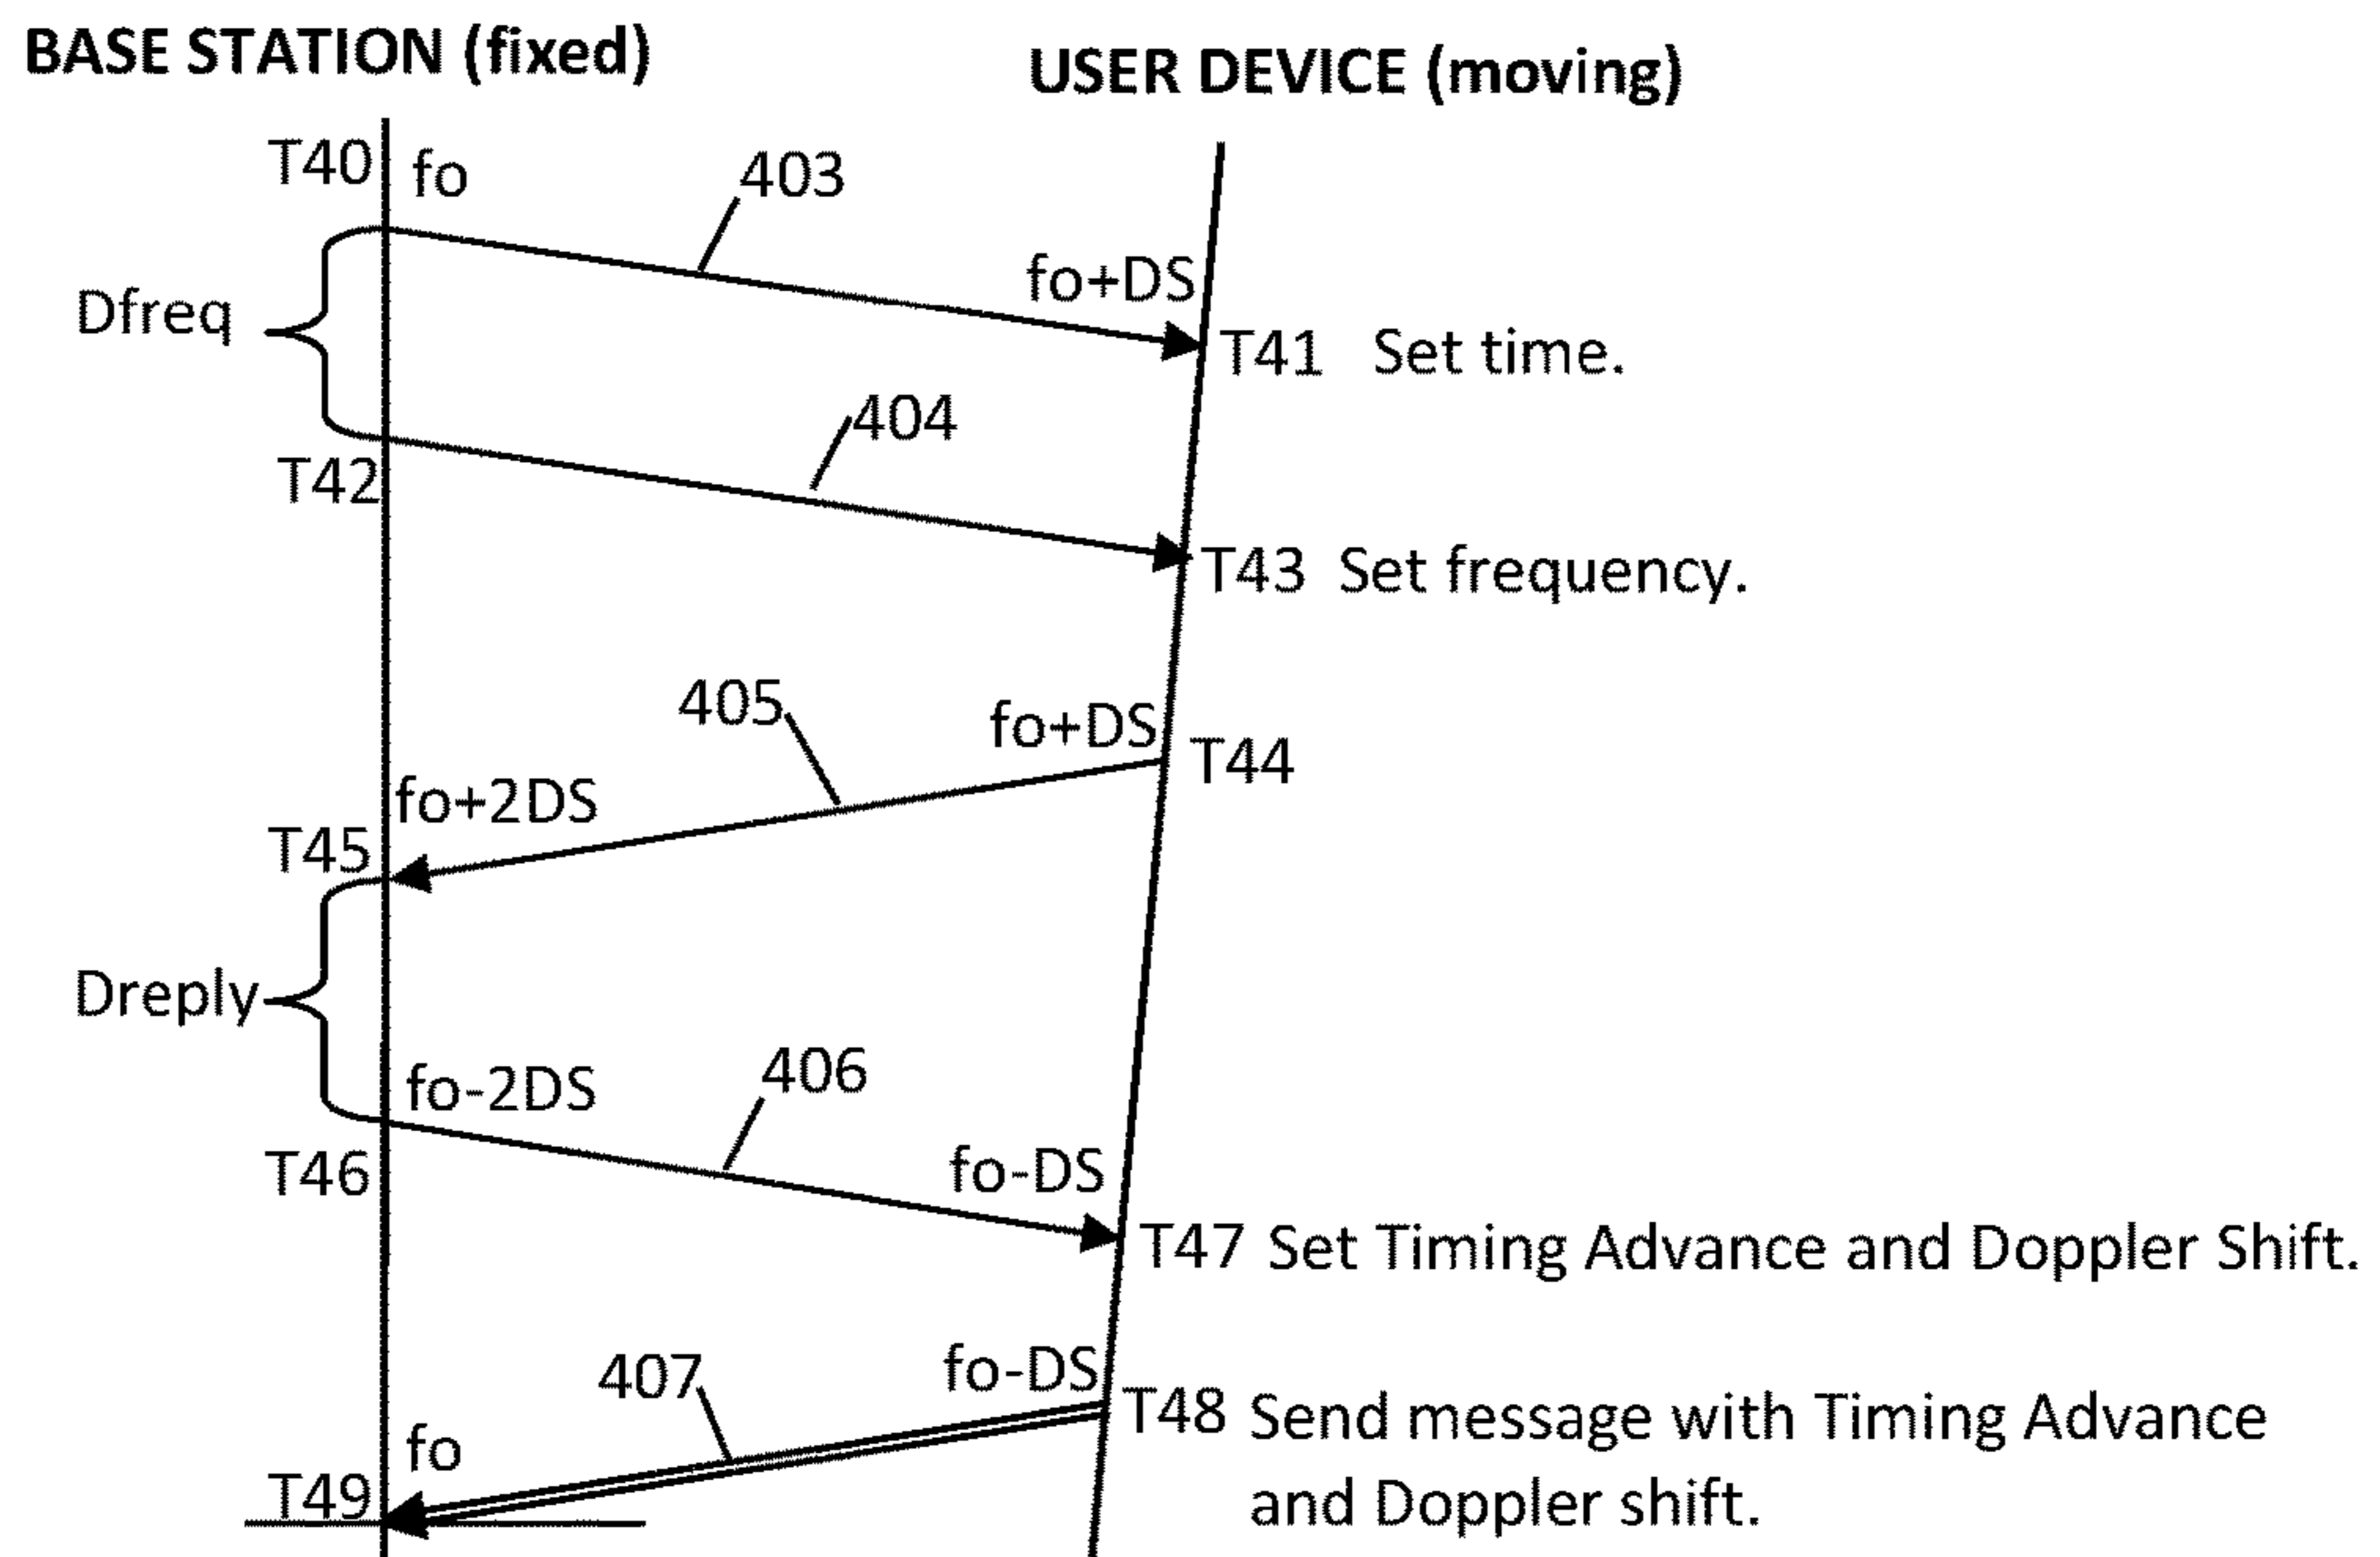 BASE STATION (fixed)
USER DEVICE (moving)
T40
fo
403
fo+DS
Dfreq
T41 Set time.
404
T42
T43 Set frequency.
405
fo+DS
T44
fo+2DS
T45
Dreply
fo-2DS
406
T46
fo-DS
T47 Set Timing Advance and Doppler Shift.
407
fo-DS
T48 Send message with Timing Advance
and Doppler shift.
fo
T49